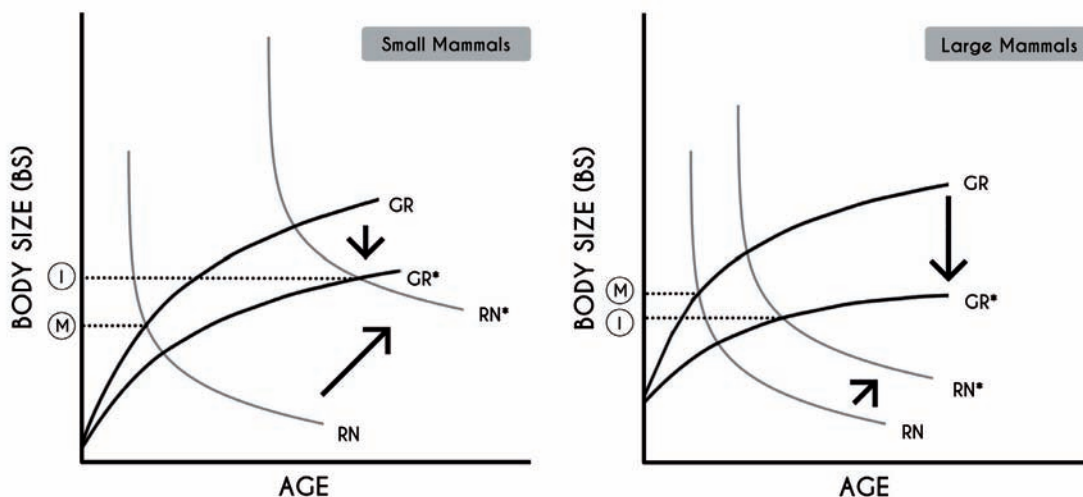 Small Mammals
BODY SIZE (BS)
GR
I
GR*
RN*
M
RN
AGE
Large Mammals
BODY SIZE (BS)
GR
M
GR*
I
RN*
RN
AGE